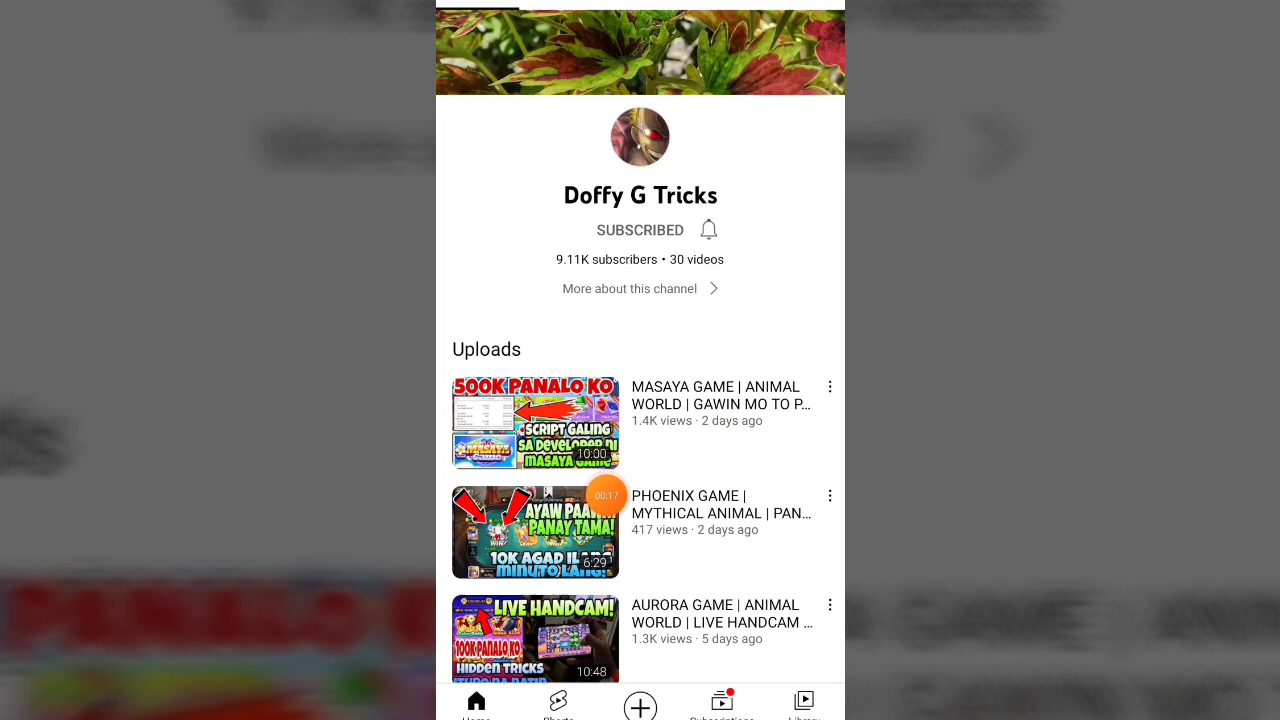 Doffy G Tricks
SUBSCRIBED
9.11K subscribers • 30 videos
More about this channel
Uploads
500K PANALO KO
SCRIPT GALING
SA DEVELOPER NI
MASAYA GAME
MASAYA
10:00
MASAYA GAME | ANIMAL
WORLD | GAWIN MO TO P...
1.4K views · 2 days ago
00:17
PANAY TAMA!
WIN
10K AGAD ILANG
MINUTO LANG!
6:29
PHOENIX GAME |
MYTHICAL ANIMAL | PAN...
417 views · 2 days ago
LIVE HANDCAM!
100K PANALO KO
HIDDEN TRICKS
10:48
AURORA GAME | ANIMAL
WORLD | LIVE HANDCAM ...
1.3K views · 5 days ago